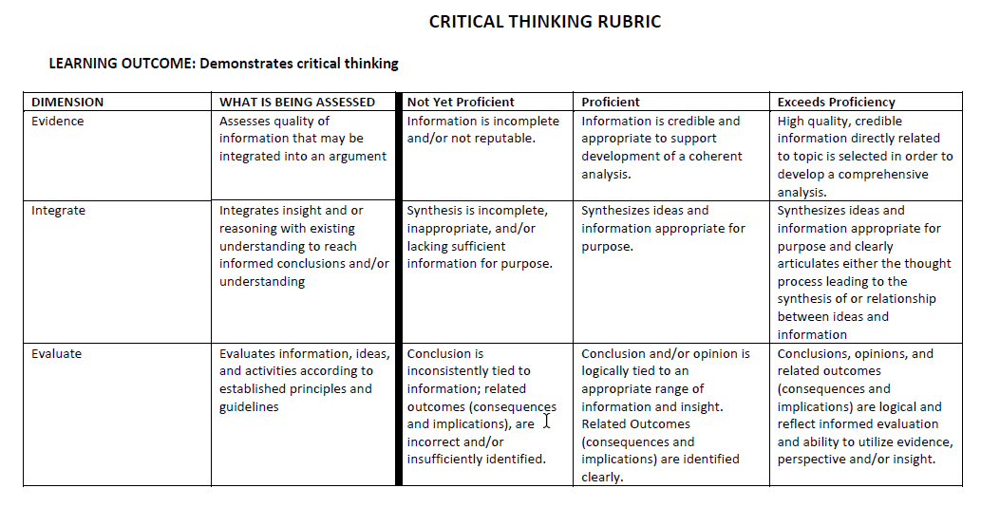 CRITICAL THINKING RUBRIC
LEARNING OUTCOME: Demonstrates critical thinking
DIMENSION
WHAT IS BEING ASSESSED
Not Yet Proficient
Proficient
Exceeds Proficiency
Evidence
Assesses quality of
information that may be
integrated into an argument
Information is incomplete
and/or not reputable.
Information is credible and
appropriate to support
development of a coherent
analysis.
High quality, credible
information directly related
to topic is selected in order to
develop a comprehensive
analysis.
Integrate
Integrates insight and or
reasoning with existing
understanding to reach
informed conclusions and/or
understanding
Synthesis is incomplete,
inappropriate, and/or
lacking sufficient
information for purpose.
Synthesizes ideas and
information appropriate for
purpose.
Synthesizes ideas and
information appropriate for
purpose and clearly
articulates either the thought
process leading to the
synthesis of or relationship
between ideas and
information
Evaluate
Evaluates information, ideas,
and activities according to
established principles and
guidelines
Conclusion is
inconsistently tied to
information; related
outcomes (consequences
and implications), are
incorrect and/or
insufficiently identified.
Conclusion and/or opinion is
logically tied to an
appropriate range of
information and insight.
Related Outcomes
(consequences and
implications) are identified
clearly.
Conclusions, opinions, and
related outcomes
(consequences and
implications) are logical and
reflect informed evaluation
and ability to utilize evidence,
perspective and/or insight.